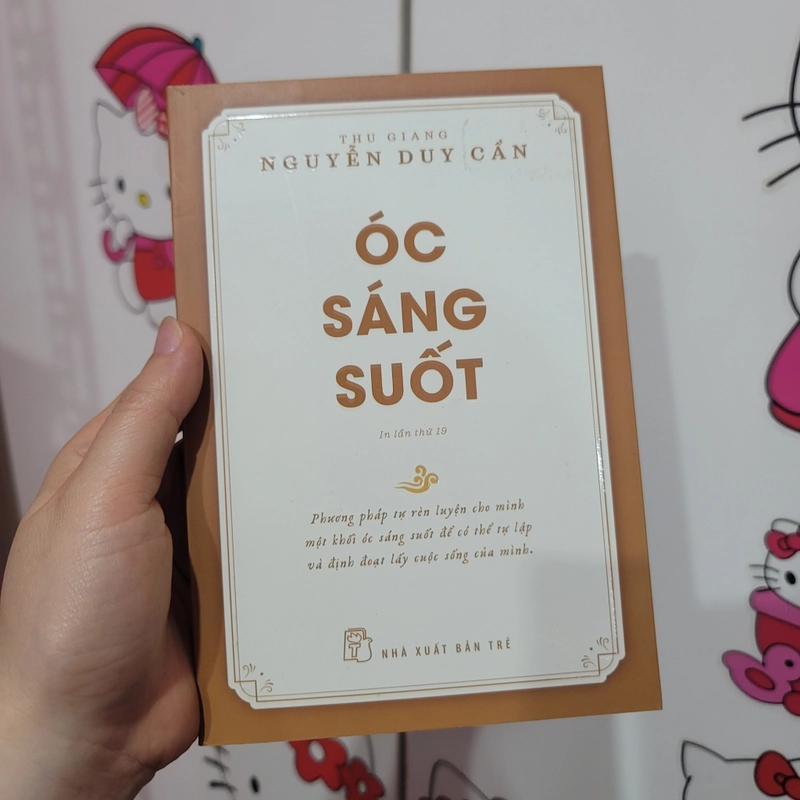 THU GIANG
NGUYỄN DUY CẦN
ÓC
SÁNG
SUỐT
In lần thứ 19
Phương pháp tự rèn luyện cho mình
một khối óc sáng suốt để có thể tự lập
và định đoạt lấy cuộc sống của mình.
NHÀ XUẤT BẢN TRẺ